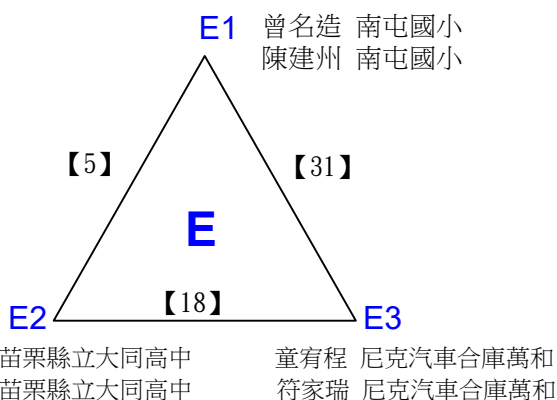 E1 曾名造 南屯國小
陳建州 南屯國小
【5】
【31】
E
【18】
E2
E3
苗栗縣立大同高中 童宥程 尼克汽車合庫萬和
苗栗縣立大同高中 符家瑞 尼克汽車合庫萬和